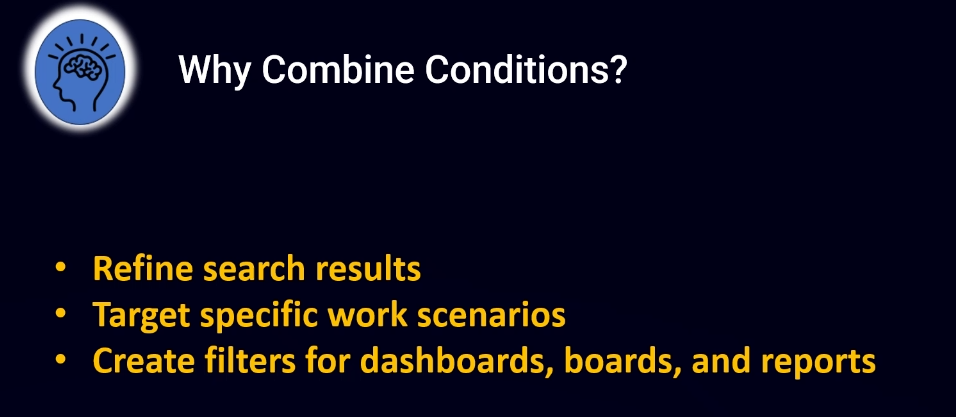 Why Combine Conditions?
• Refine search results
• Target specific work scenarios
• Create filters for dashboards, boards, and reports